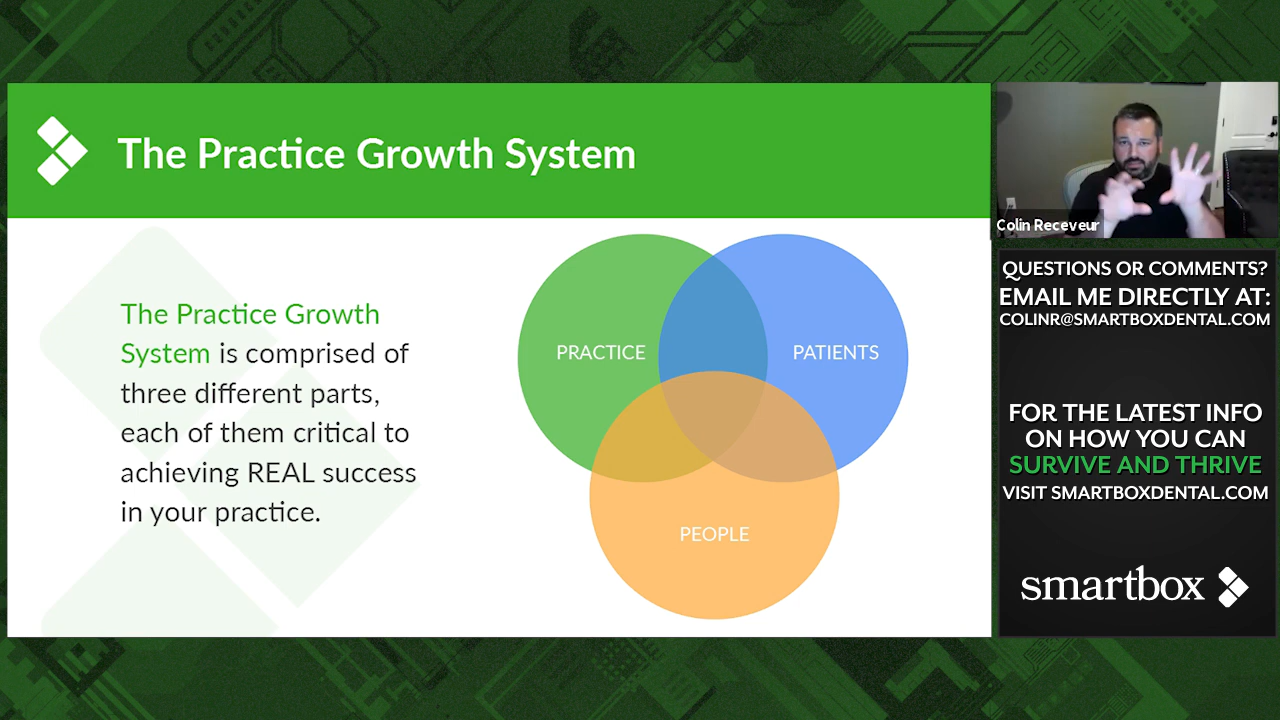 The Practice Growth System
The Practice Growth
System is comprised of
three different parts,
each of them critical to
achieving REAL success
in your practice.
PRACTICE
PATIENTS
PEOPLE
Colin Receveur
QUESTIONS OR COMMENTS?
EMAIL ME DIRECTLY AT:
COLINR@SMARTBOXDENTAL.COM
FOR THE LATEST INFO
ON HOW YOU CAN
SURVIVE AND THRIVE
VISIT SMARTBOXDENTAL.COM
smartbox